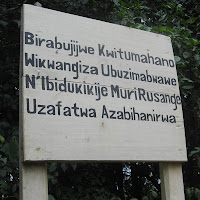 Birabujijwe Kwitumahano
Wikwangiza Ubuzimabwawe
N'Ibidukikije MuriRusange
Uzafatwa Azabihanirwa